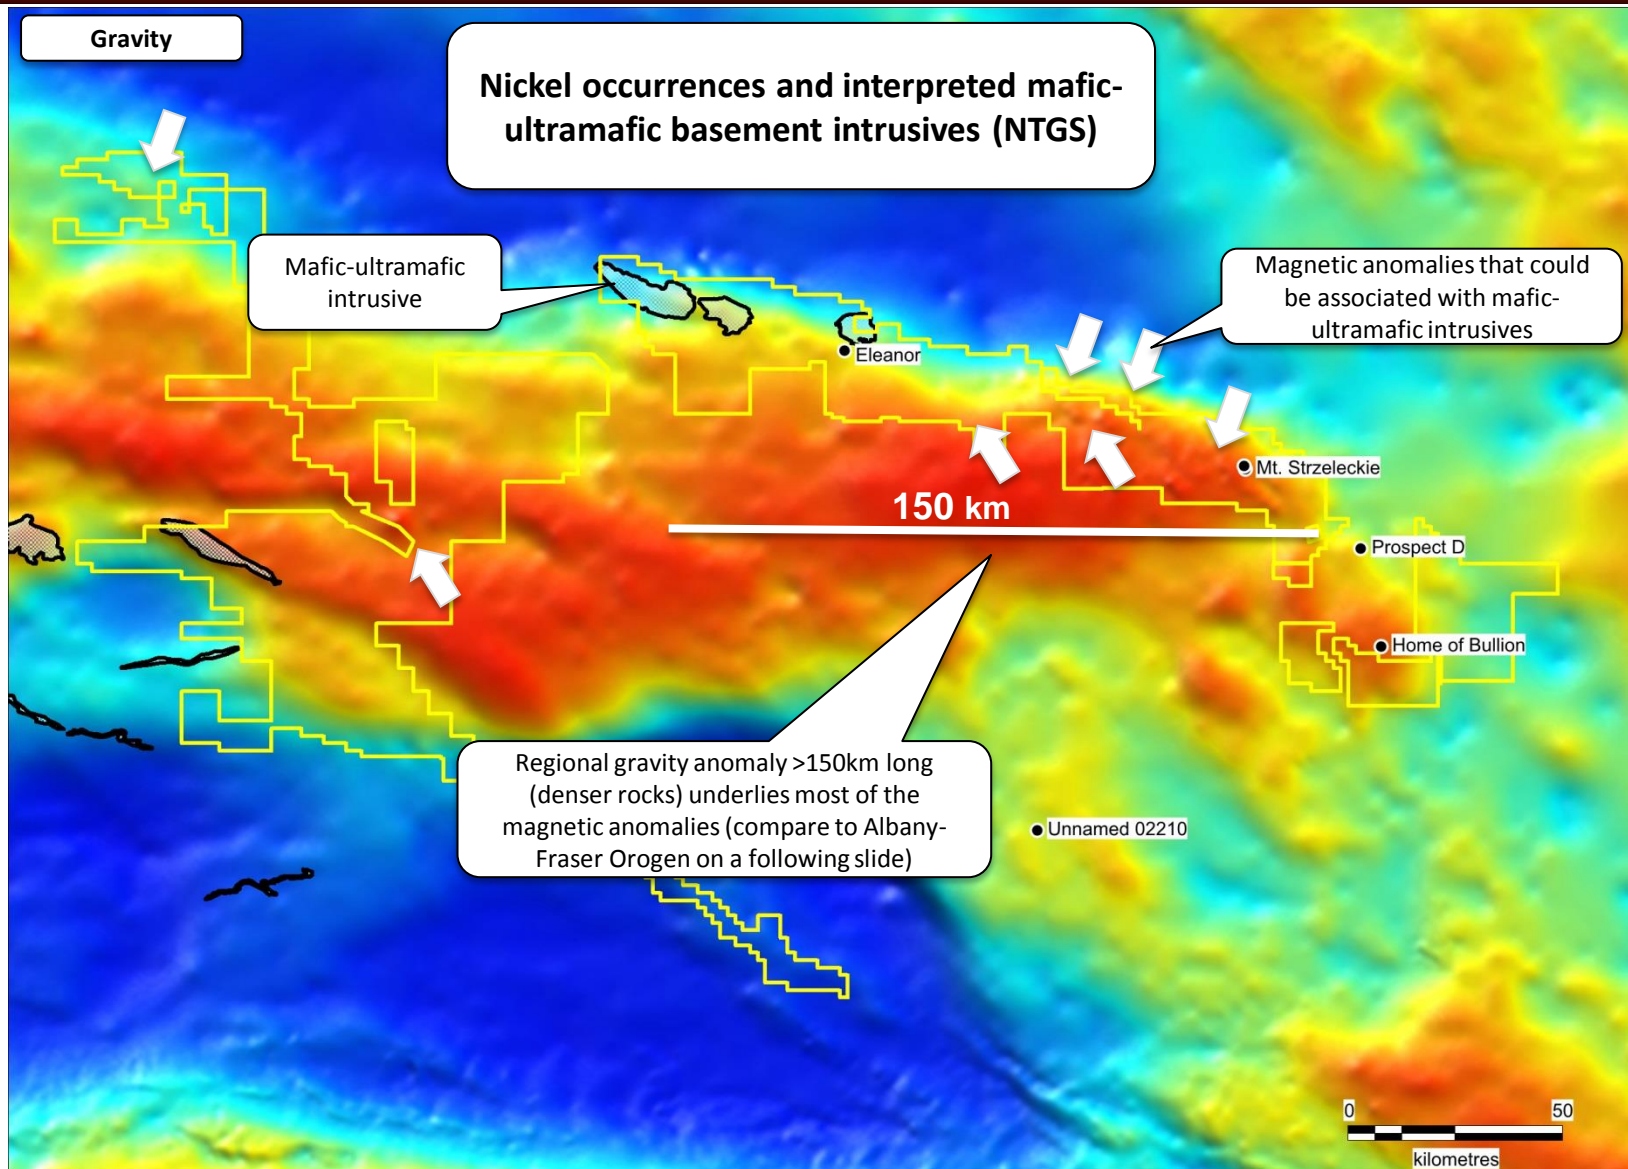 Gravity
Nickel occurrences and interpreted mafic-
ultramafic basement intrusives (NTGS)
Mafic-ultramafic
intrusive
Magnetic anomalies that could
be associated with mafic-
ultramafic intrusives
Eleanor
Mt. Strzeleckie
150 km
Prospect D
Home of Bullion
Regional gravity anomaly >150km long
(denser rocks) underlies most of the
magnetic anomalies (compare to Albany-
Fraser Orogen on a following slide)
Unnamed 02210
0 50
kilometres